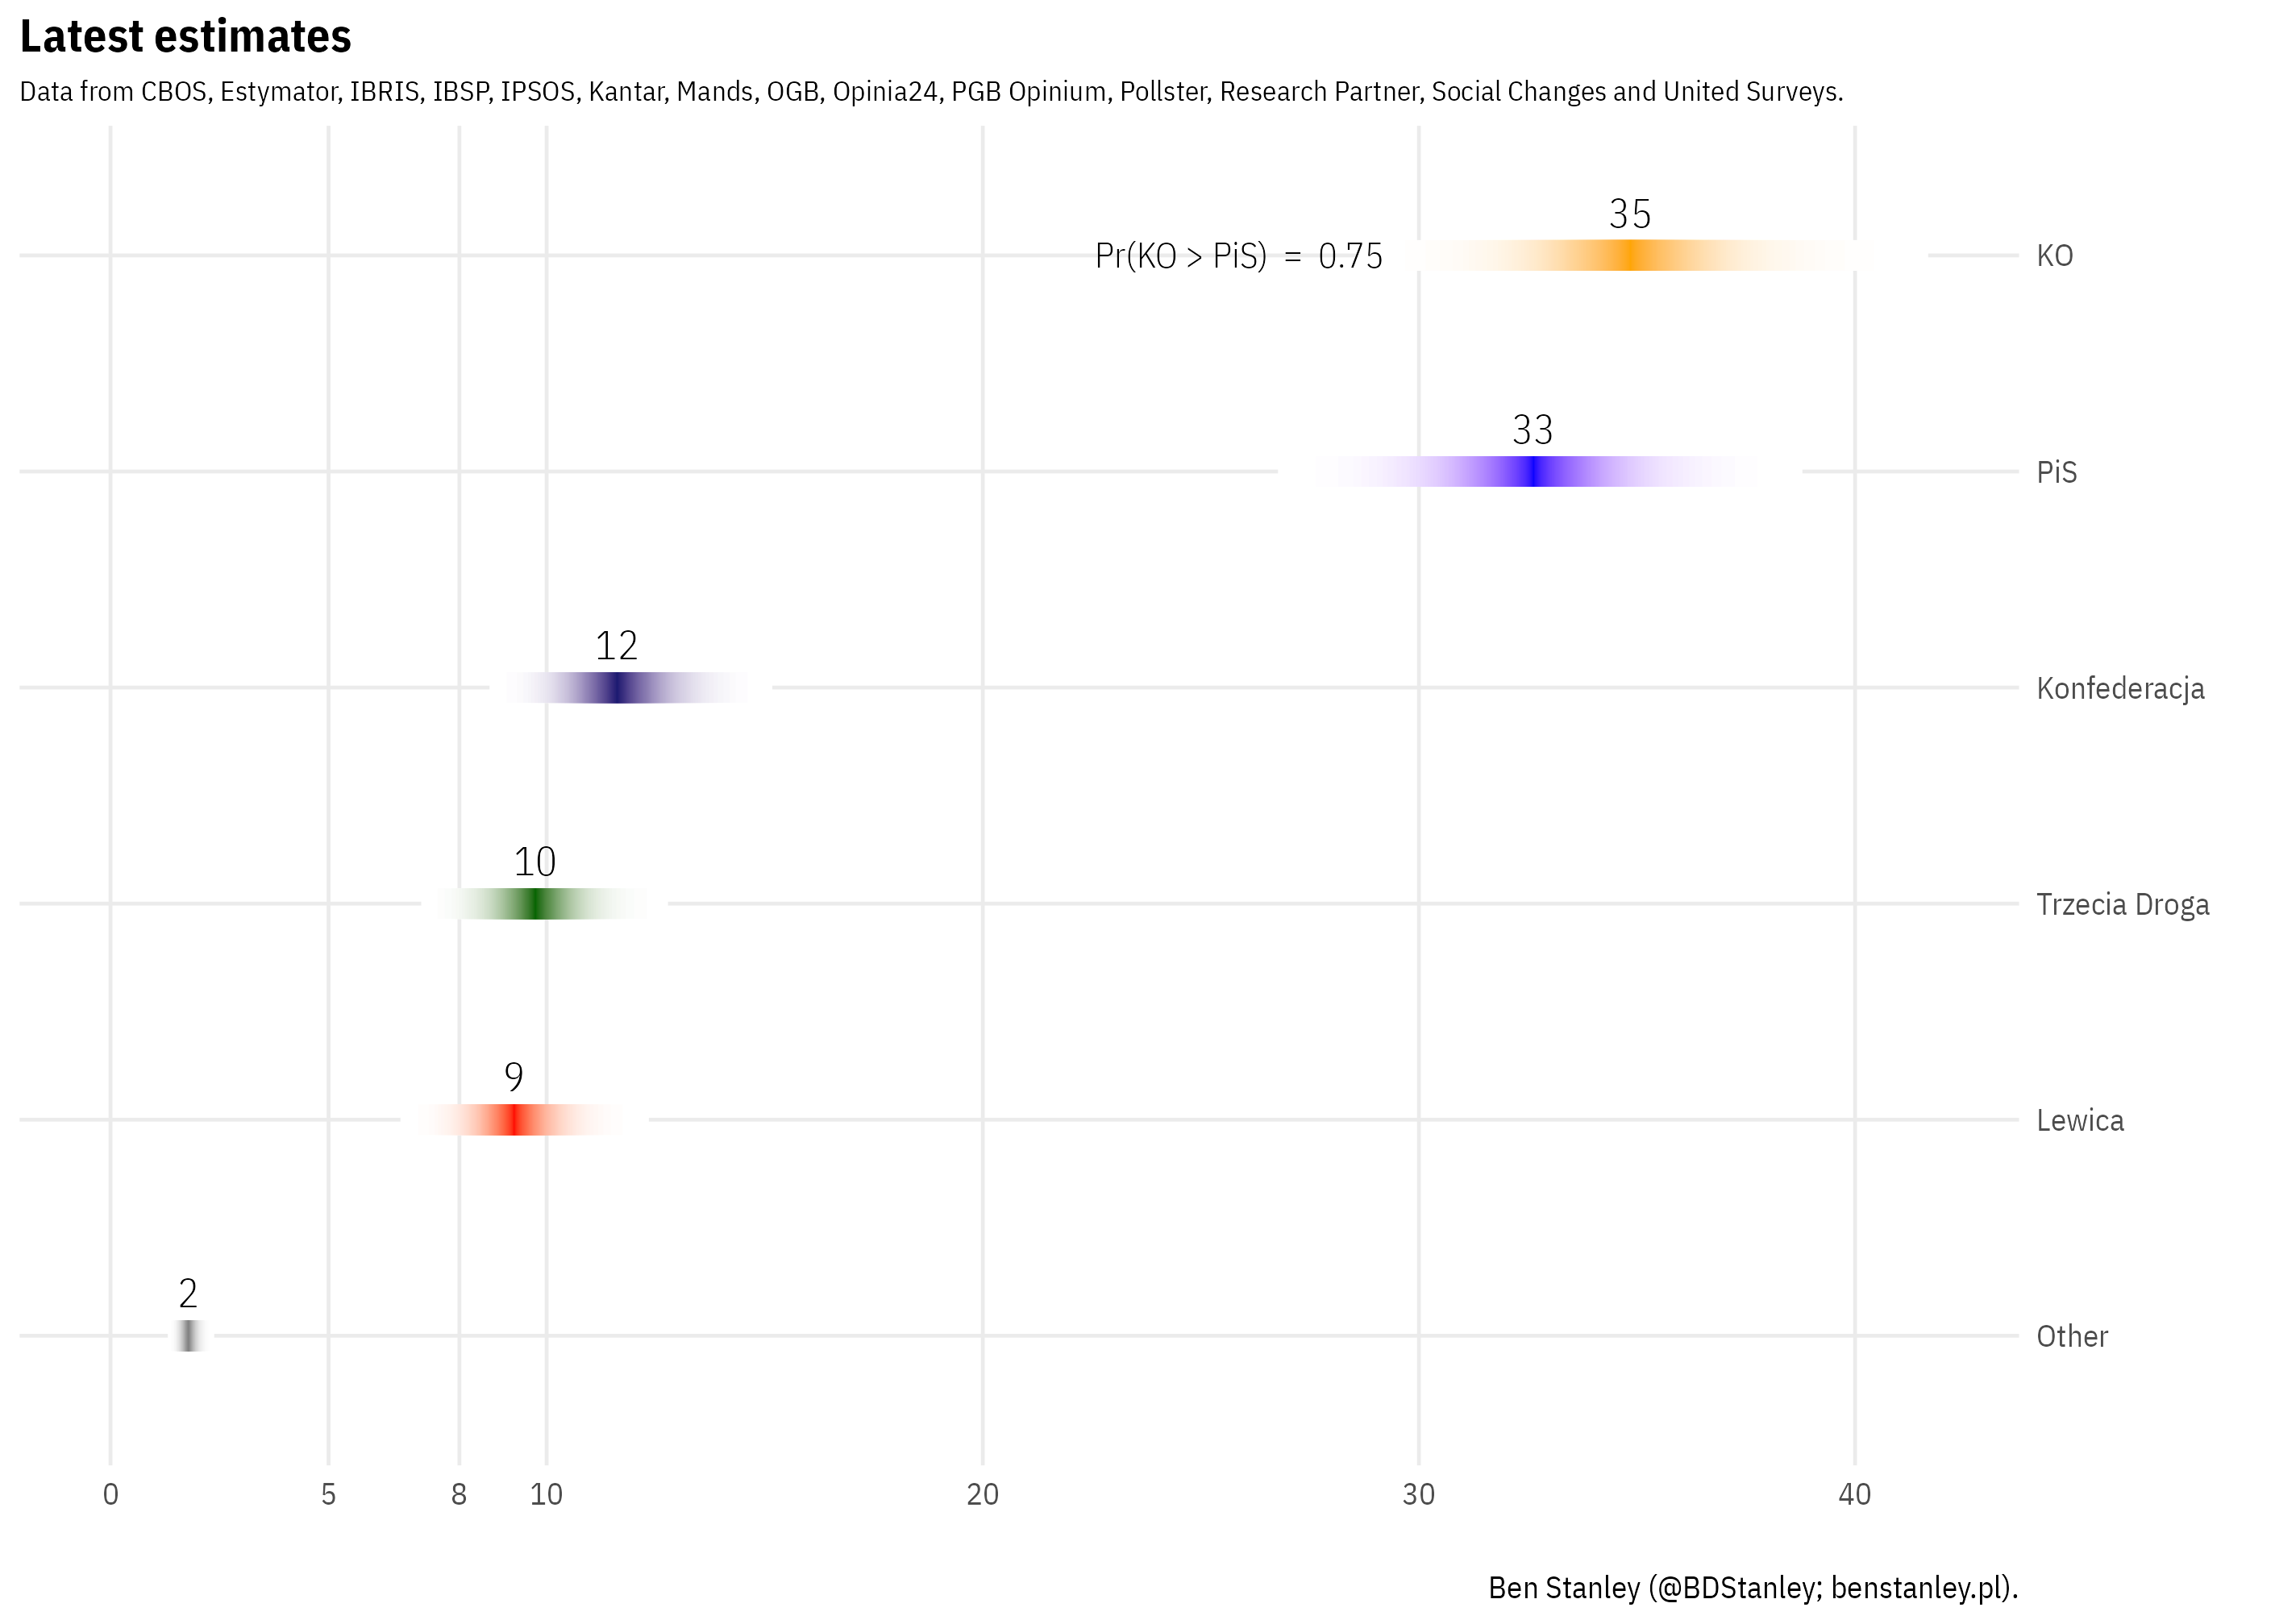 Latest estimates
Data from CBOS, Estymator, IBRIS, IBSP, IPSOS, Kantar, Mands, OGB, Opinia24, PGB Opinium, Pollster, Research Partner, Social Changes and United Surveys.
35
Pr(KO > PiS) = 0.75
KO
33
PiS
12
Konfederacja
10
Trzecia Droga
9
Lewica
2
Other
0 5 8 10 20 30 40
Ben Stanley (@BDStanley; benstanley.pl).